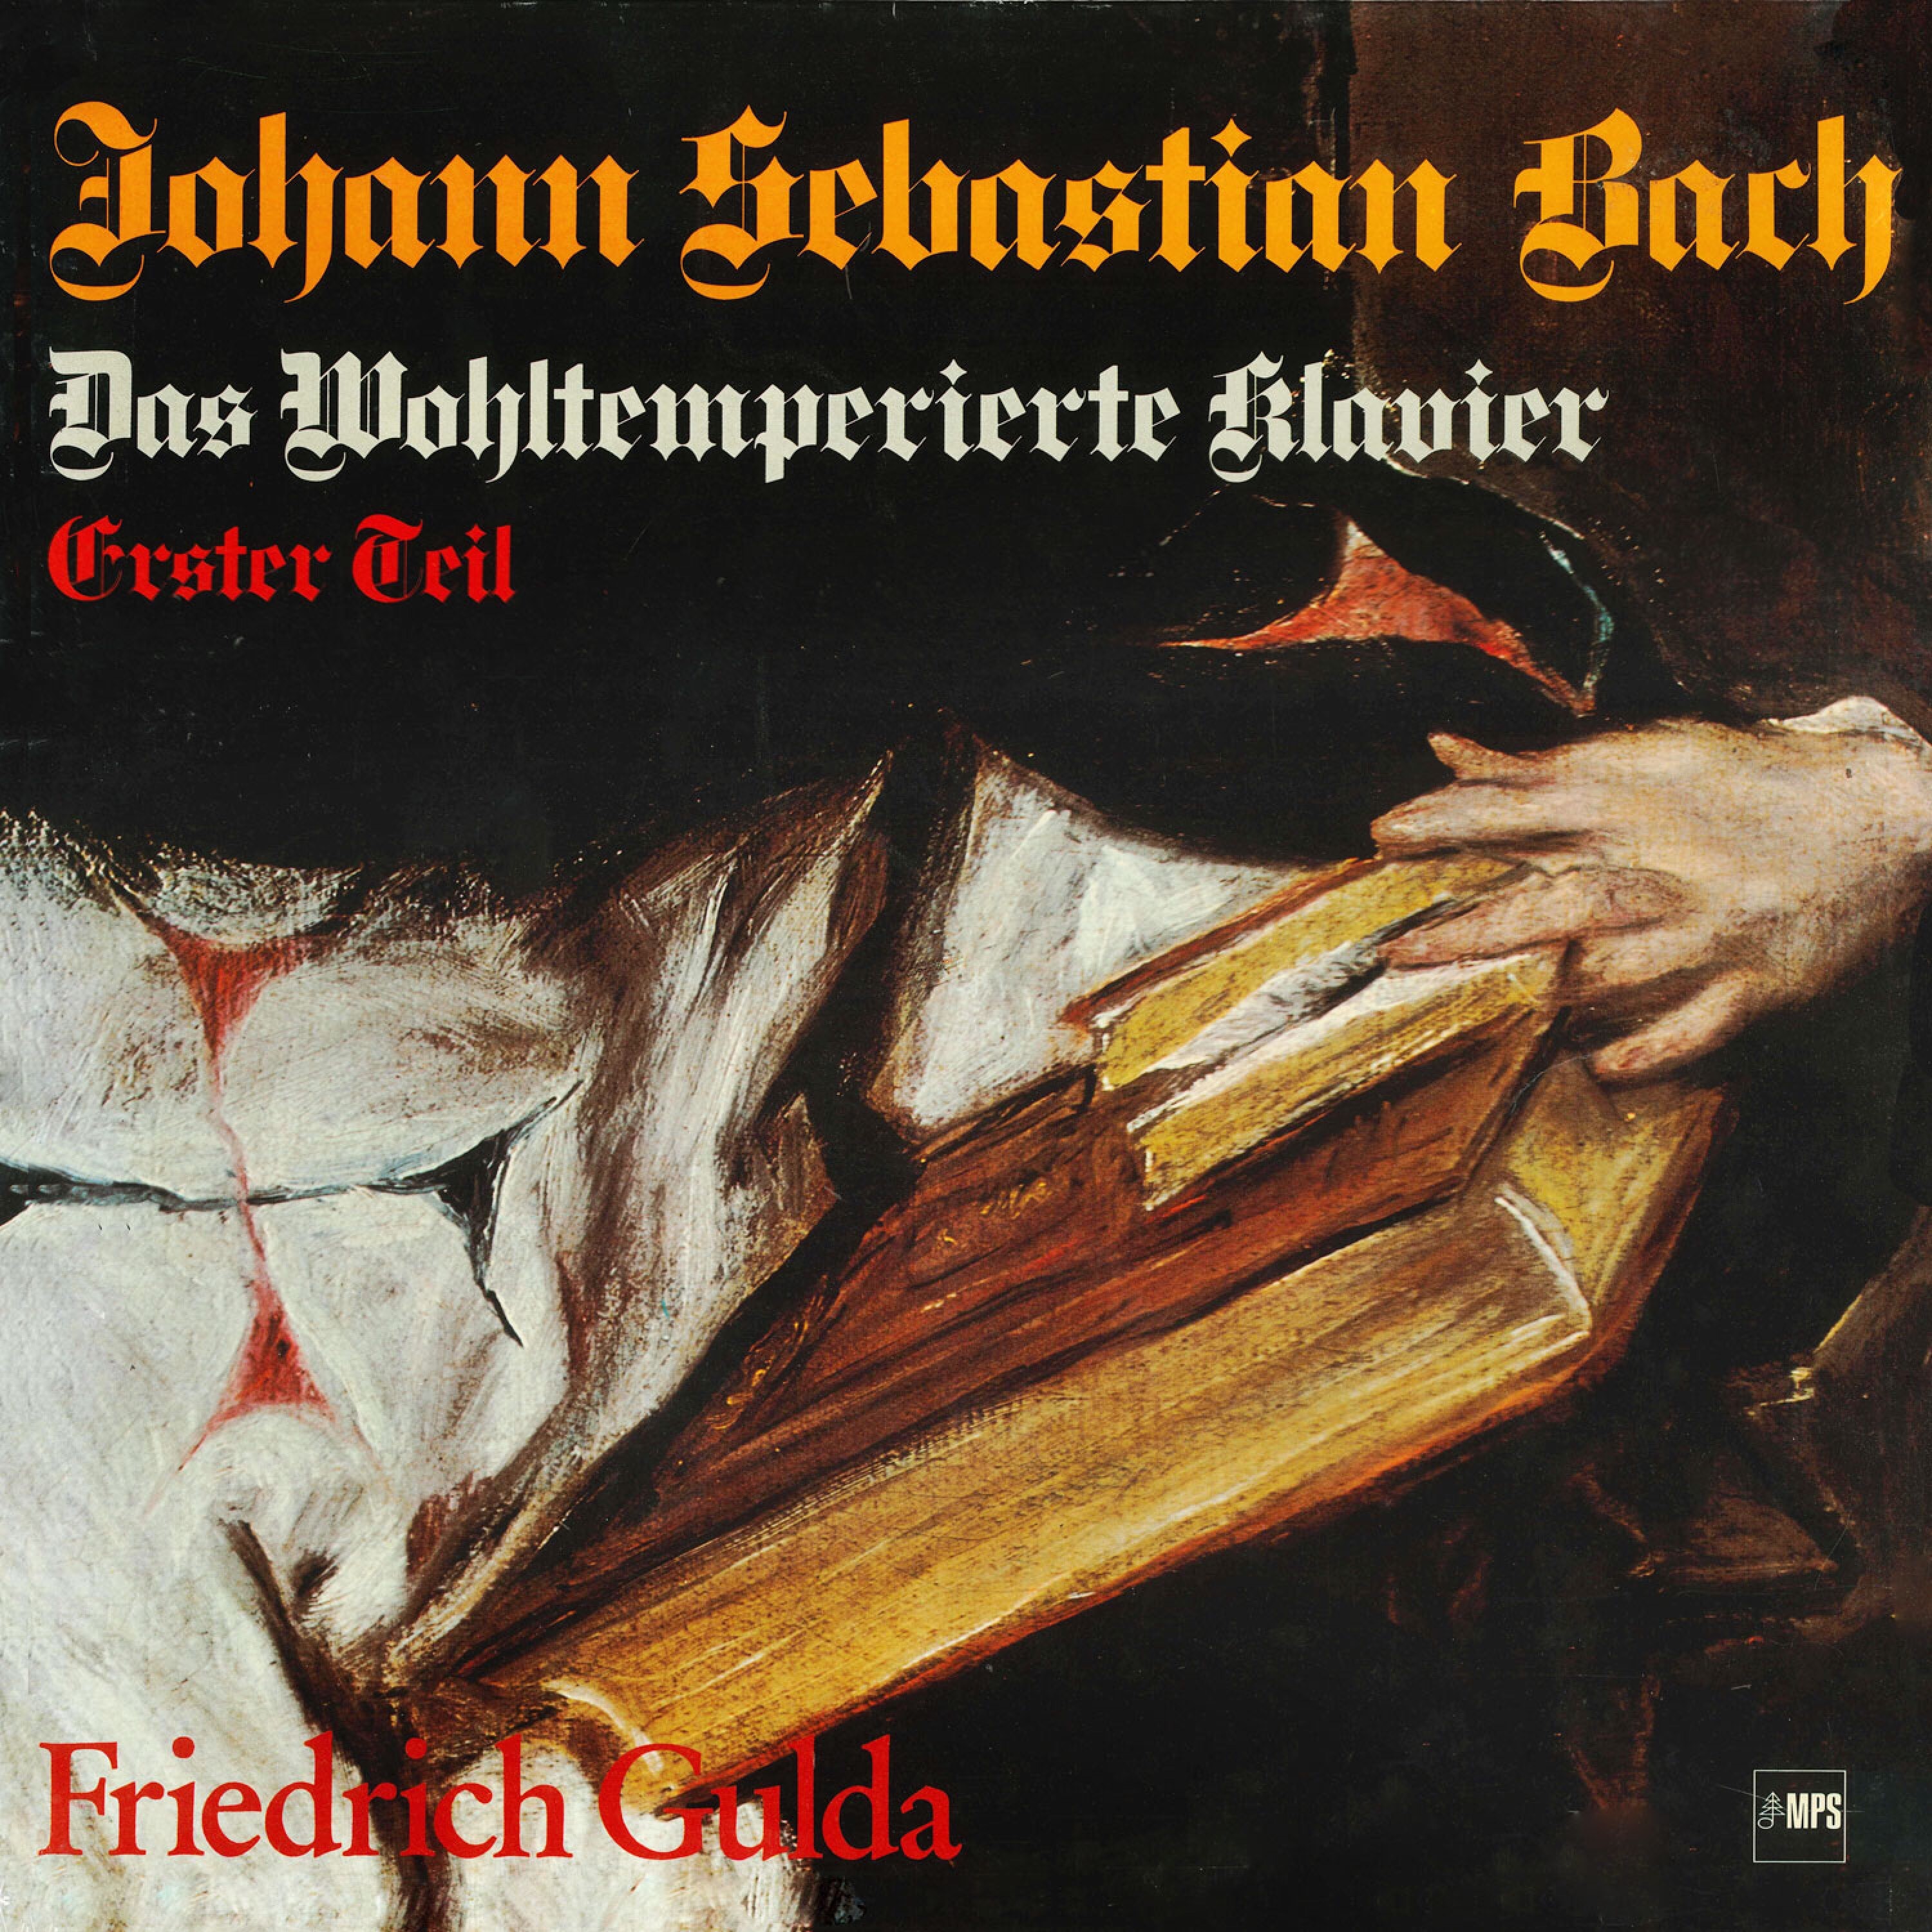 Johann Sebastian Bach
Das Wohltemperierte Klavier
Erster Teil
Friedrich Gulda
MPS